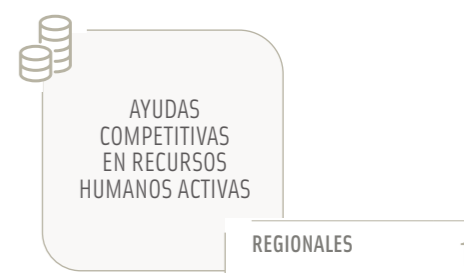 AYUDAS
COMPETITIVAS
EN RECURSOS
HUMANOS ACTIVAS
REGIONALES